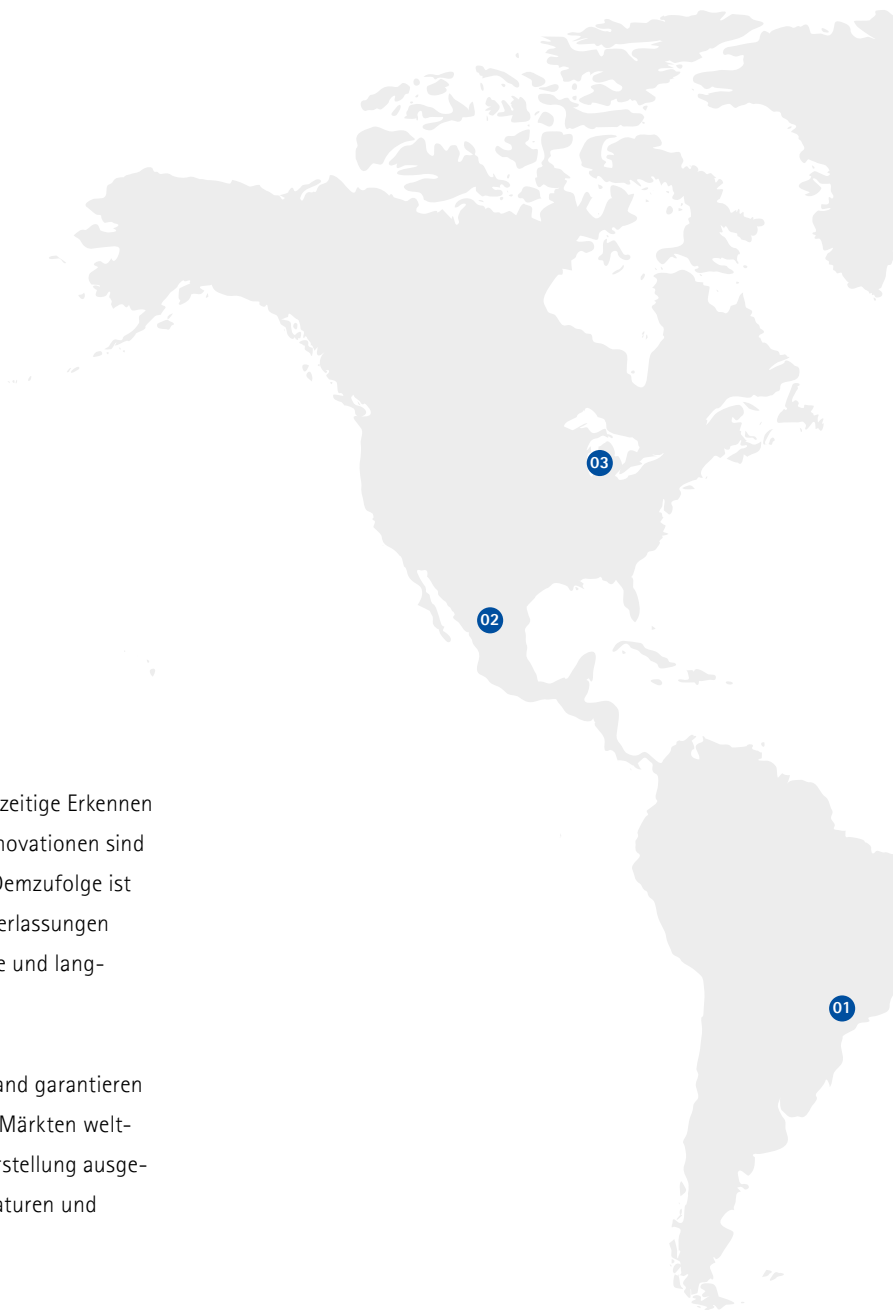 03
02
zeitige Erkennen
novationen sind
Demzufolge ist
erlassungen
e und lang-
01
and garantieren
Märkten welt-
rstellung ausge-
aturen und